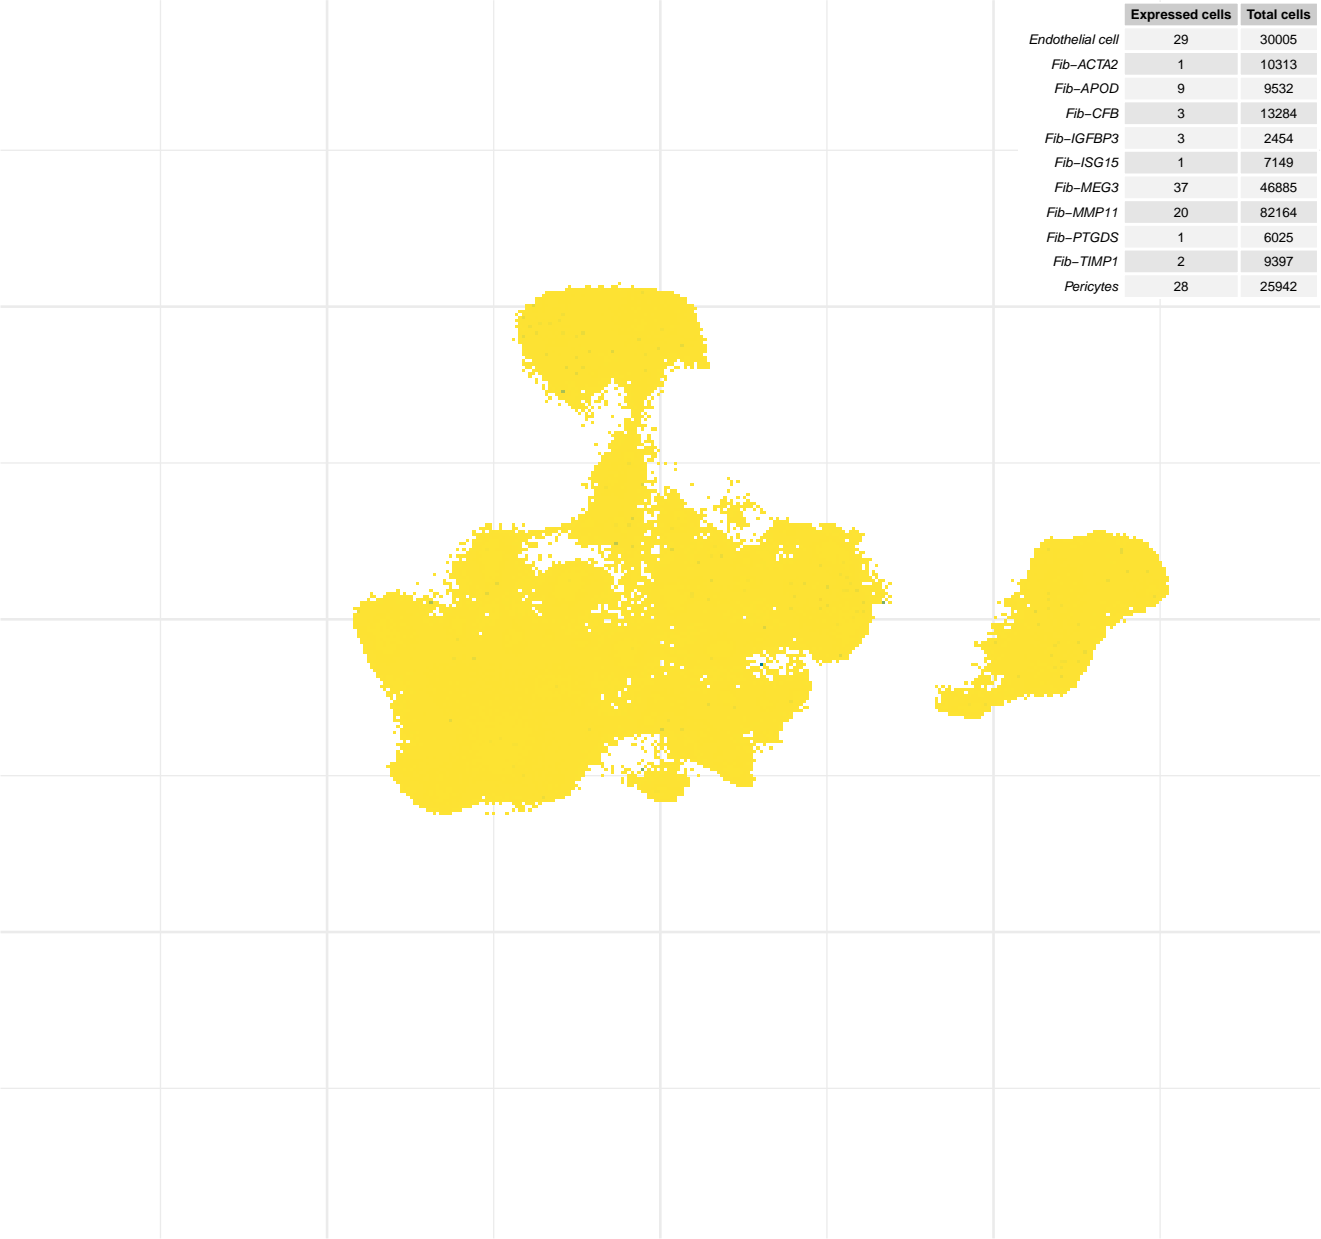 Expressed cells Total cells
Endothelial cell 29 30005
Fib−ACTA2 1 10313
Fib−APOD 9 9532
Fib−CFB 3 13284
Fib−IGFBP3 3 2454
Fib−ISG15 1 7149
Fib−MEG3 37 46885
Fib−MMP11 20 82164
Fib−PTGDS 1 6025
Fib−TIMP1 2 9397
Pericytes 28 25942